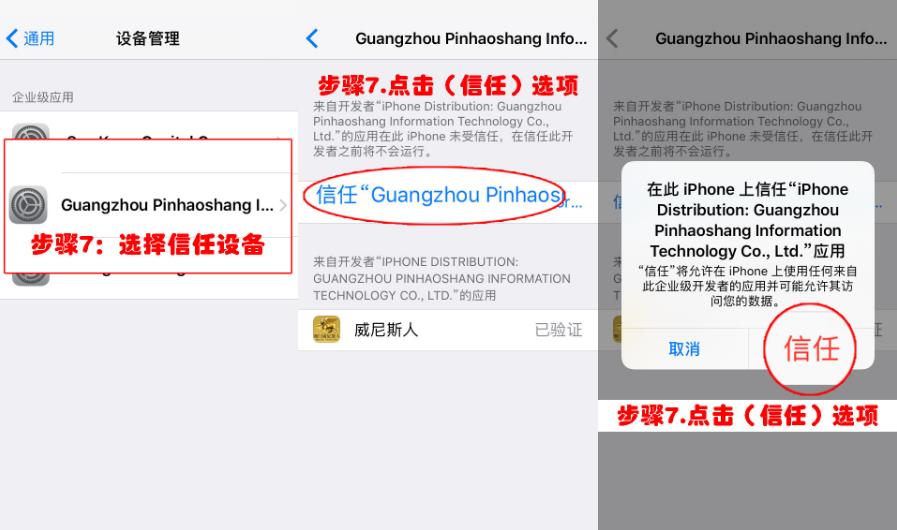 通用
设备管理
企业级应用
Guangzhou Pinhaoshang I...
步骤7：选择信任设备
Guangzhou Pinhaoshang Info...
步骤7.点击（信任）选项
来自开发者“iPhone Distribution: Guangzhou
Pinhaoshang Information Technology Co.,
Ltd.”的应用在此 iPhone 未受信任，在信任此开
发者之前将不会运行。
信任“Guangzhou Pinhaos
or...
来自开发者“IPHONE DISTRIBUTION:
GUANGZHOU PINHAOSHANG INFORMATION
TECHNOLOGY CO., LTD.”的应用
威尼斯人
已验证
Guangzhou Pinhaoshang Info...
来自开发者“iPhone Distribution: Guangzhou
Pinhaoshang Information Technology Co.,
Ltd.”的应用在此 iPhone 未受信任，在信任此开
发者之前将不会运行。
在此 iPhone 上信任“iPhone
Distribution: Guangzhou
Pinhaoshang Information
Technology Co., Ltd.”应用
“信任”将允许在 iPhone 上使用任何来自
此企业级开发者的应用并可能允许其访
问您的数据。
取消
信任
步骤7.点击（信任）选项